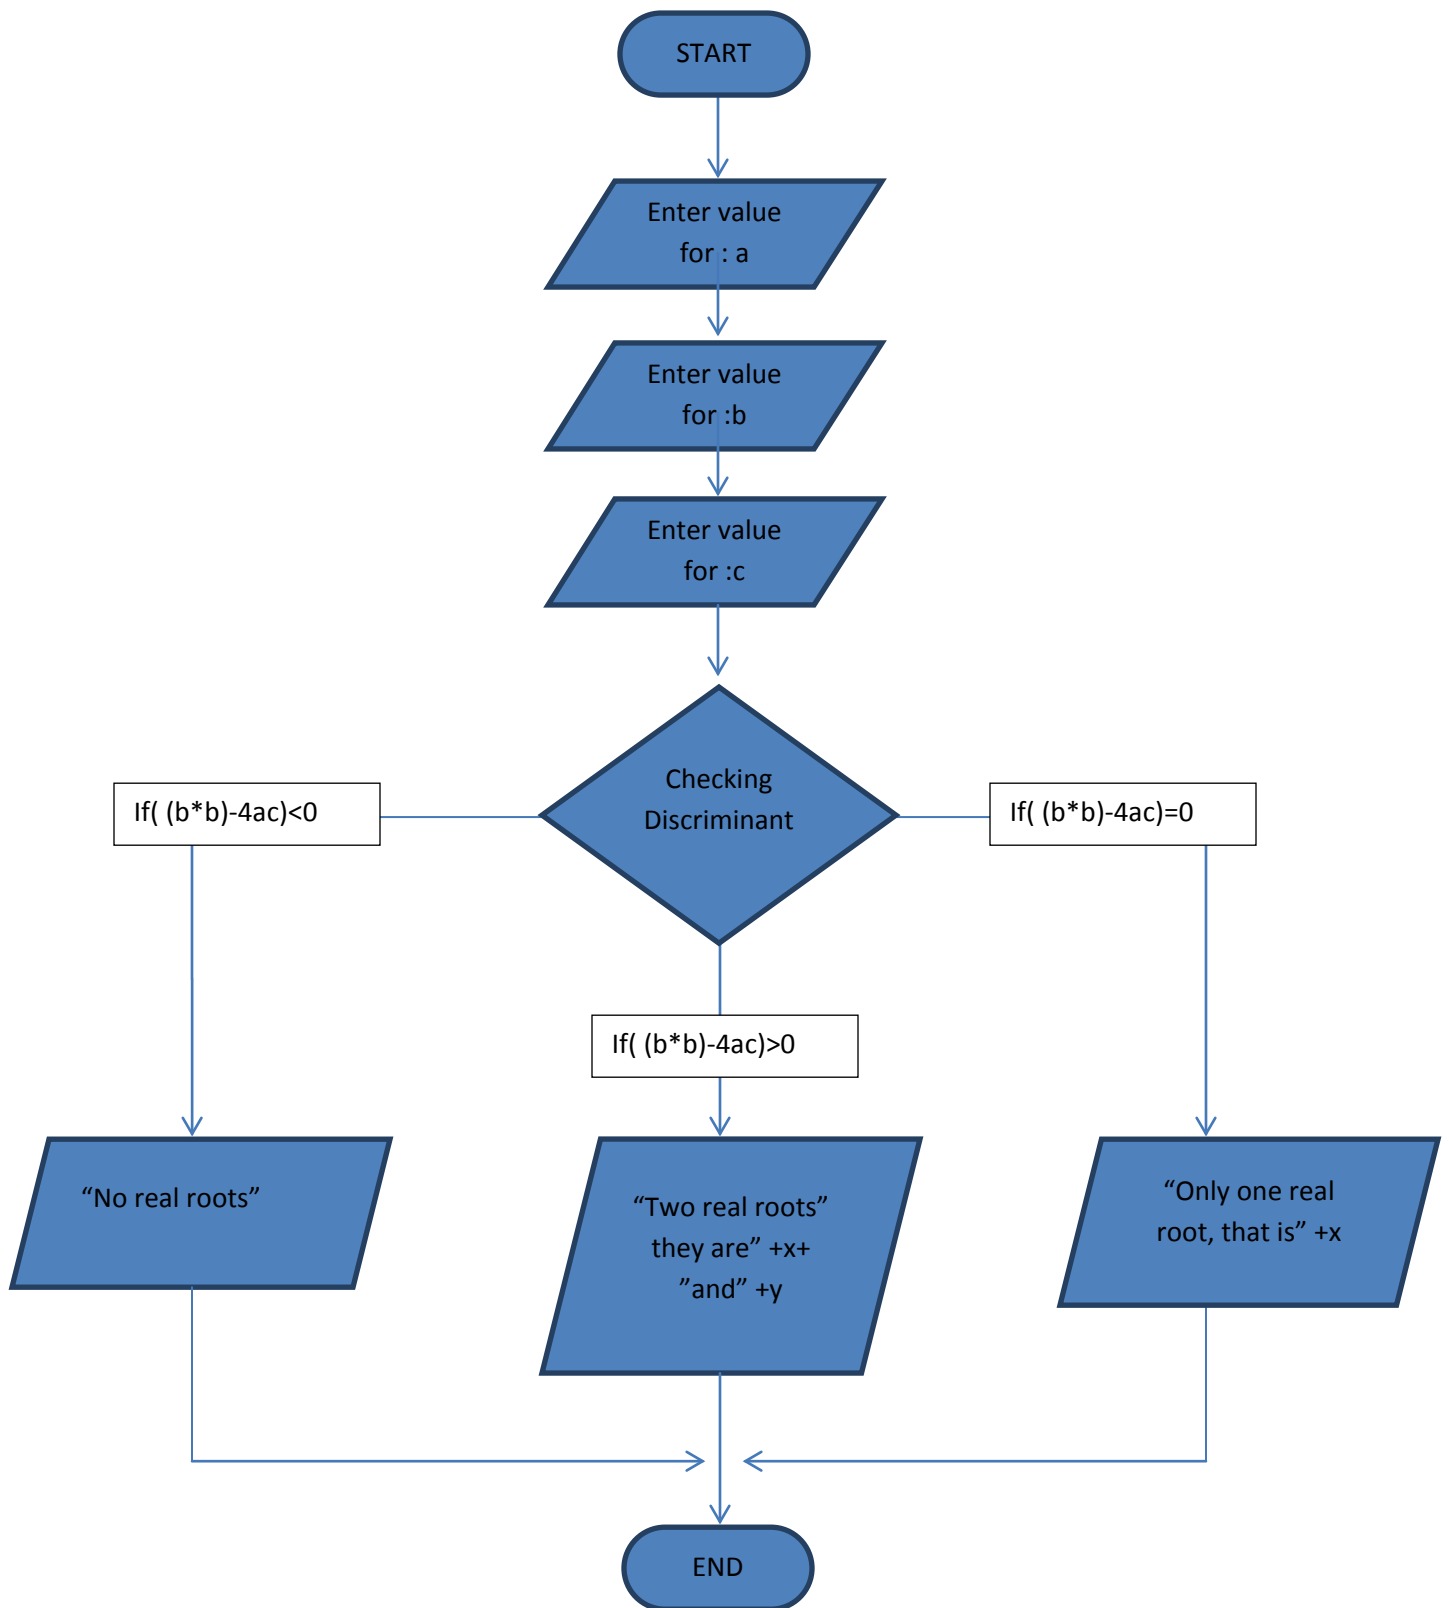 START
Enter value
for : a
Enter value
for :b
Enter value
for :c
Checking
Discriminant
If( (b*b)-4ac)<0
If( (b*b)-4ac)=0
If( (b*b)-4ac)>0
“No real roots”
“Two real roots”
they are” +x+
”and” +y
“Only one real
root, that is” +x
END